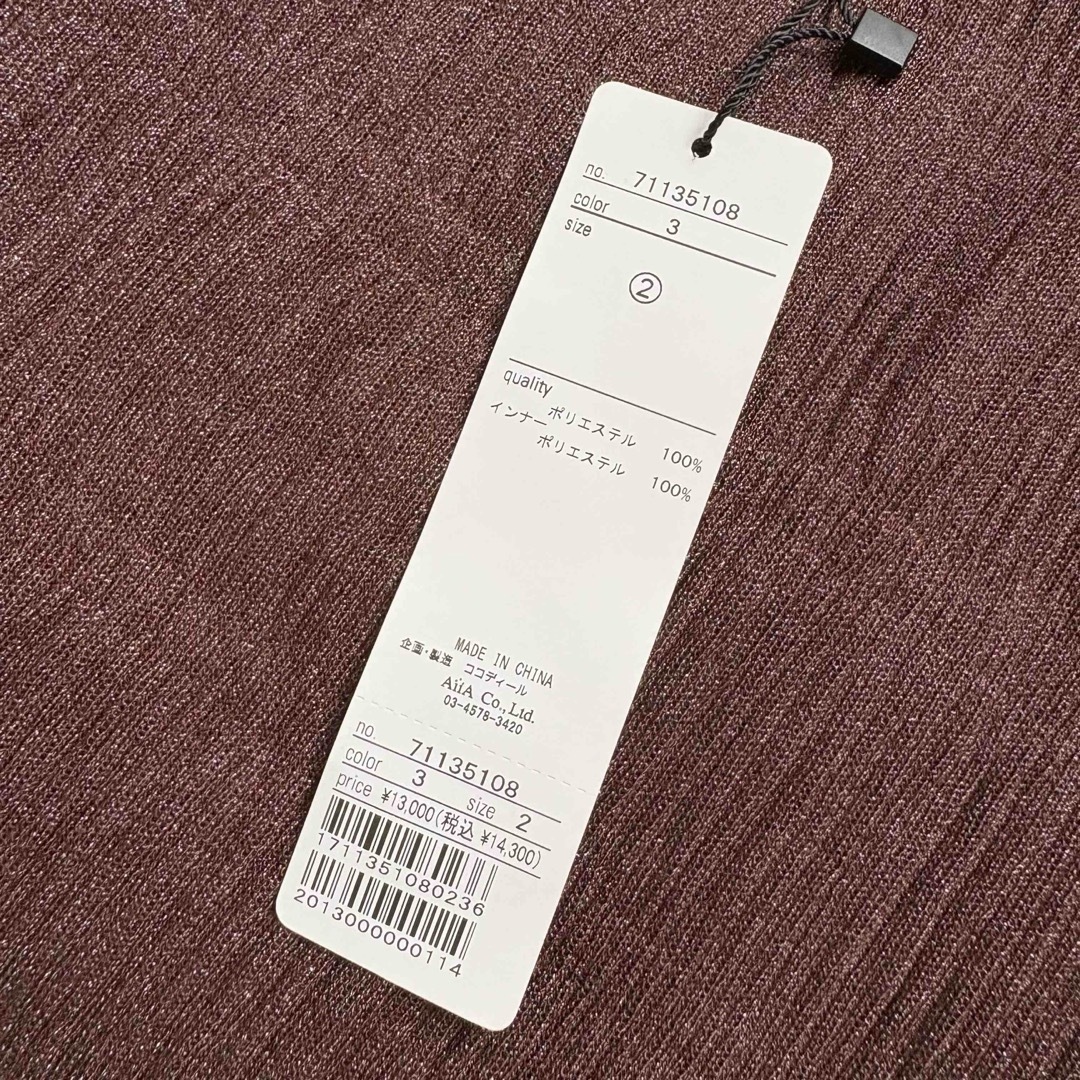 no. 71135108
color 3
size
②
quality
ポリエステル 100%
インナー
ポリエステル 100%
MADE IN CHINA
企画・製造 ココディール
AiiA Co.,Ltd.
03-4578-3420
no. 71135108
color 3 size 2
price ¥13,000(税込 ¥14,300)
1711351080236
2013000000114